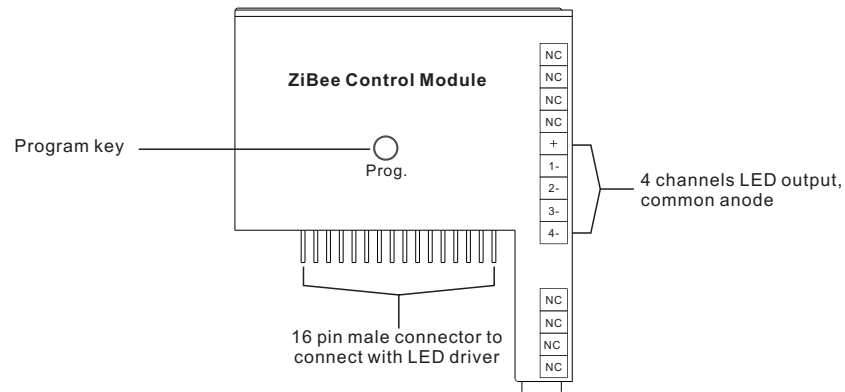 NC
NC
ZiBee Control Module
NC
NC
Program key
+
Prog.
1-
2-
4 channels LED output,
common anode
3-
4-
NC
16 pin male connector to
connect with LED driver
NC
NC
NC